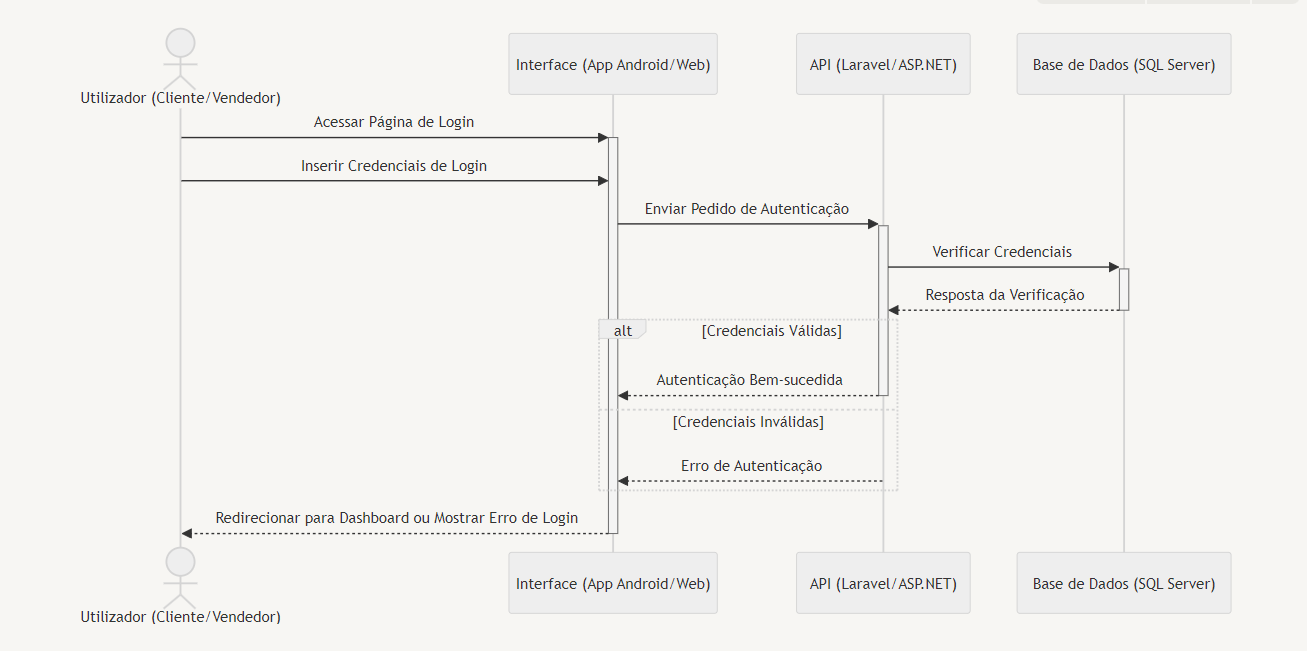 Utilizador (Cliente/Vendedor)
Interface (App Android/Web)
API (Laravel/ASP.NET)
Base de Dados (SQL Server)
Acessar Página de Login
Inserir Credenciais de Login
Enviar Pedido de Autenticação
Verificar Credenciais
Resposta da Verificação
alt
[Credenciais Válidas]
Autenticação Bem-sucedida
[Credenciais Inválidas]
Erro de Autenticação
Redirecionar para Dashboard ou Mostrar Erro de Login
Utilizador (Cliente/Vendedor)
Interface (App Android/Web)
API (Laravel/ASP.NET)
Base de Dados (SQL Server)